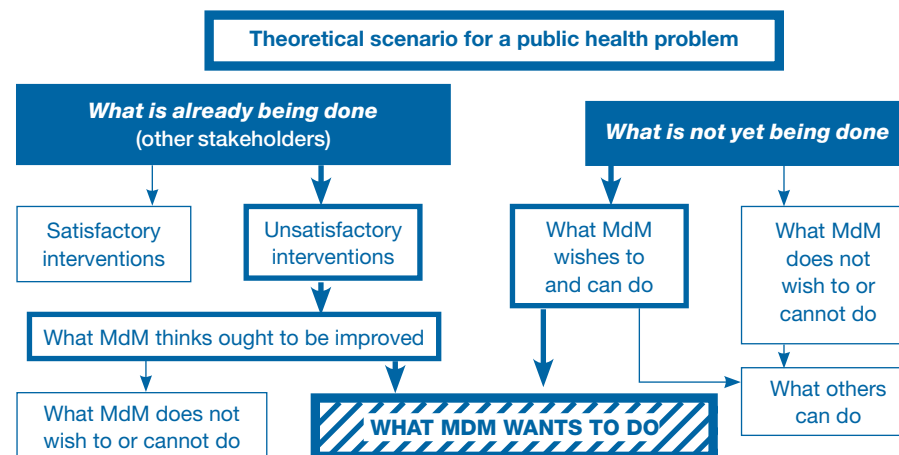 Theoretical scenario for a public health problem
What is already being done
(other stakeholders)
What is not yet being done
Satisfactory
interventions
Unsatisfactory
interventions
What MdM
wishes to
and can do
What MdM
does not
wish to or
cannot do
What MdM thinks ought to be improved
What others
can do
What MdM does not
wish to or cannot do
WHAT MDM WANTS TO DO